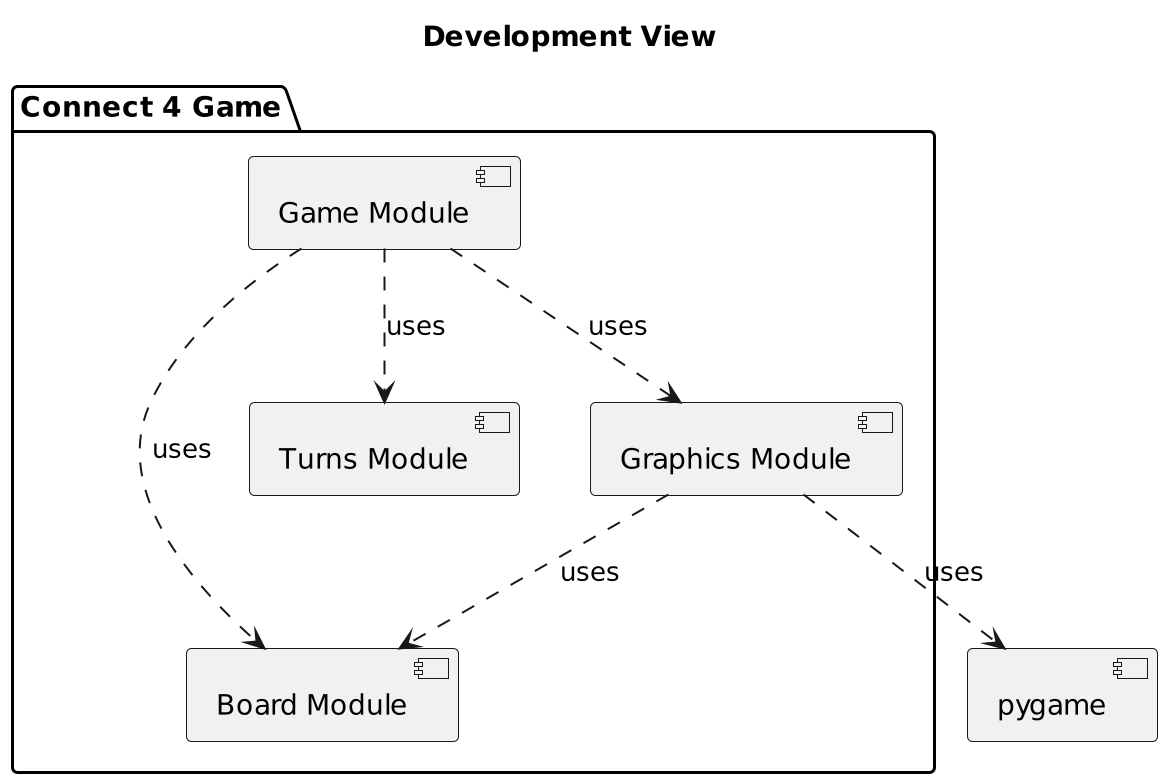 Development View
Connect 4 Game
Game Module
uses
uses
uses
Turns Module
Graphics Module
uses
uses
Board Module
pygame